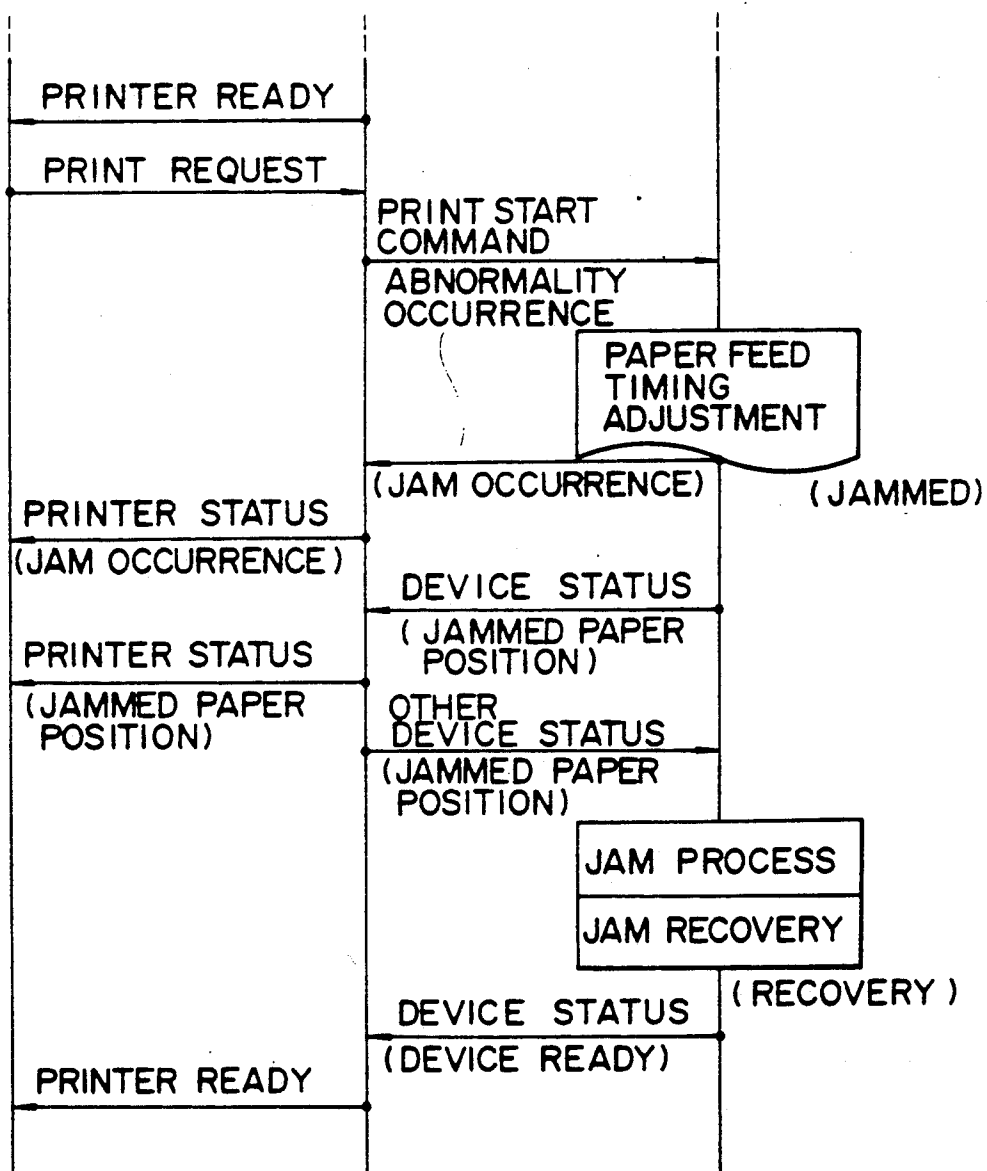 PRINTER READY
PRINT REQUEST
PRINT START
COMMAND
ABNORMALITY
OCCURRENCE
PAPER FEED
TIMING
ADJUSTMENT
(JAM OCCURRENCE)
(JAMMED)
PRINTER STATUS
(JAM OCCURRENCE)
DEVICE STATUS
(JAMMED PAPER
POSITION)
PRINTER STATUS
(JAMMED PAPER
POSITION)
OTHER
DEVICE STATUS
(JAMMED PAPER
POSITION)
JAM PROCESS
JAM RECOVERY
(RECOVERY)
DEVICE STATUS
(DEVICE READY)
PRINTER READY